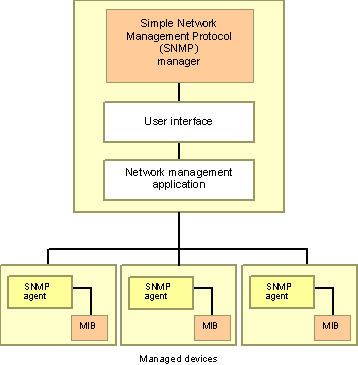 Simple Network
Management Protocol
(SNMP)
manager
User interface
Network management
application
SNMP
agent
MIB
SNMP
agent
MIB
SNMP
agent
MIB
Managed devices